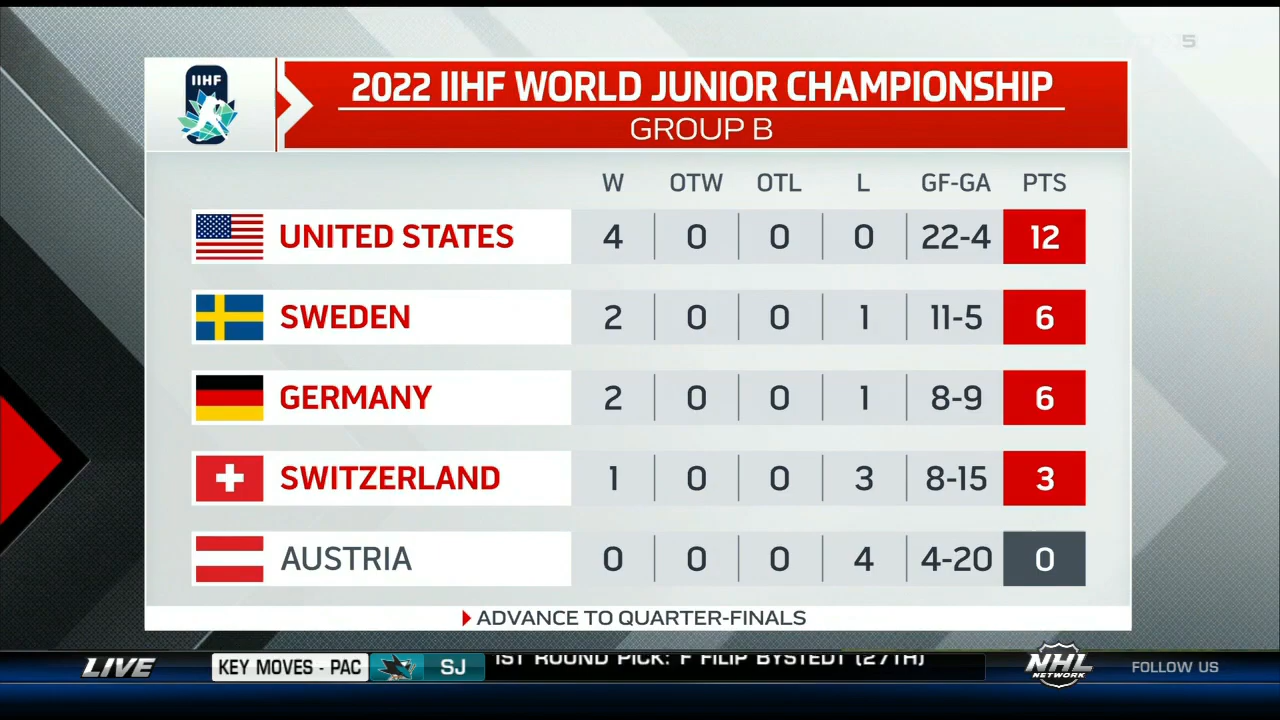 5
IIHF
2022 IIHF WORLD JUNIOR CHAMPIONSHIP
GROUP B
W OTW OTL L GF-GA PTS
UNITED STATES 4 0 0 0 22-4 12
SWEDEN 2 0 0 1 11-5 6
GERMANY 2 0 0 1 8-9 6
SWITZERLAND 1 0 0 3 8-15 3
AUSTRIA 0 0 0 4 4-20 0
ADVANCE TO QUARTER-FINALS
LIVE KEY MOVES - PAC SJ 1ST ROUND PICK: F FILIP BYSTEDT (27TH) NHL NETWORK FOLLOW US